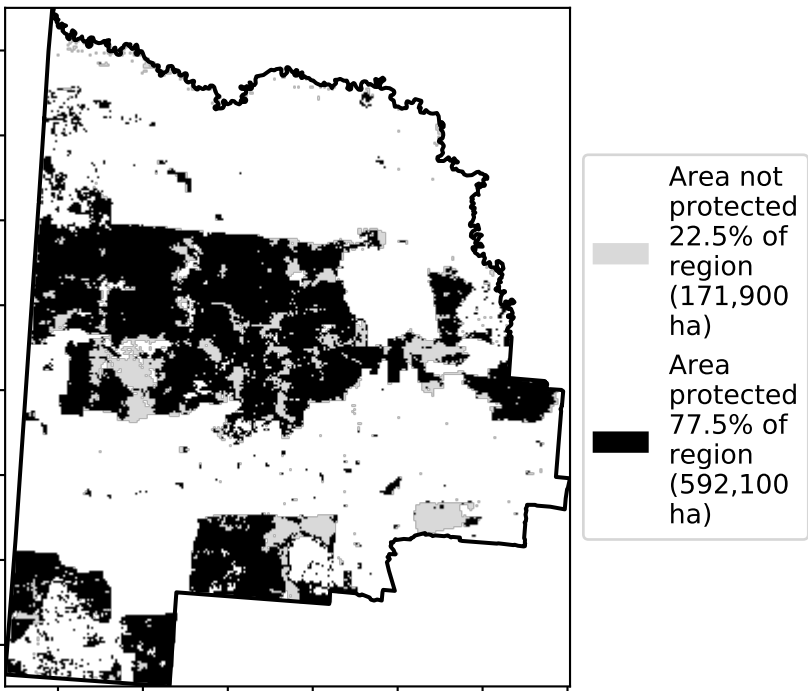 Area not
protected
22.5% of
region
(171,900
ha)
Area
protected
77.5% of
region
(592,100
ha)